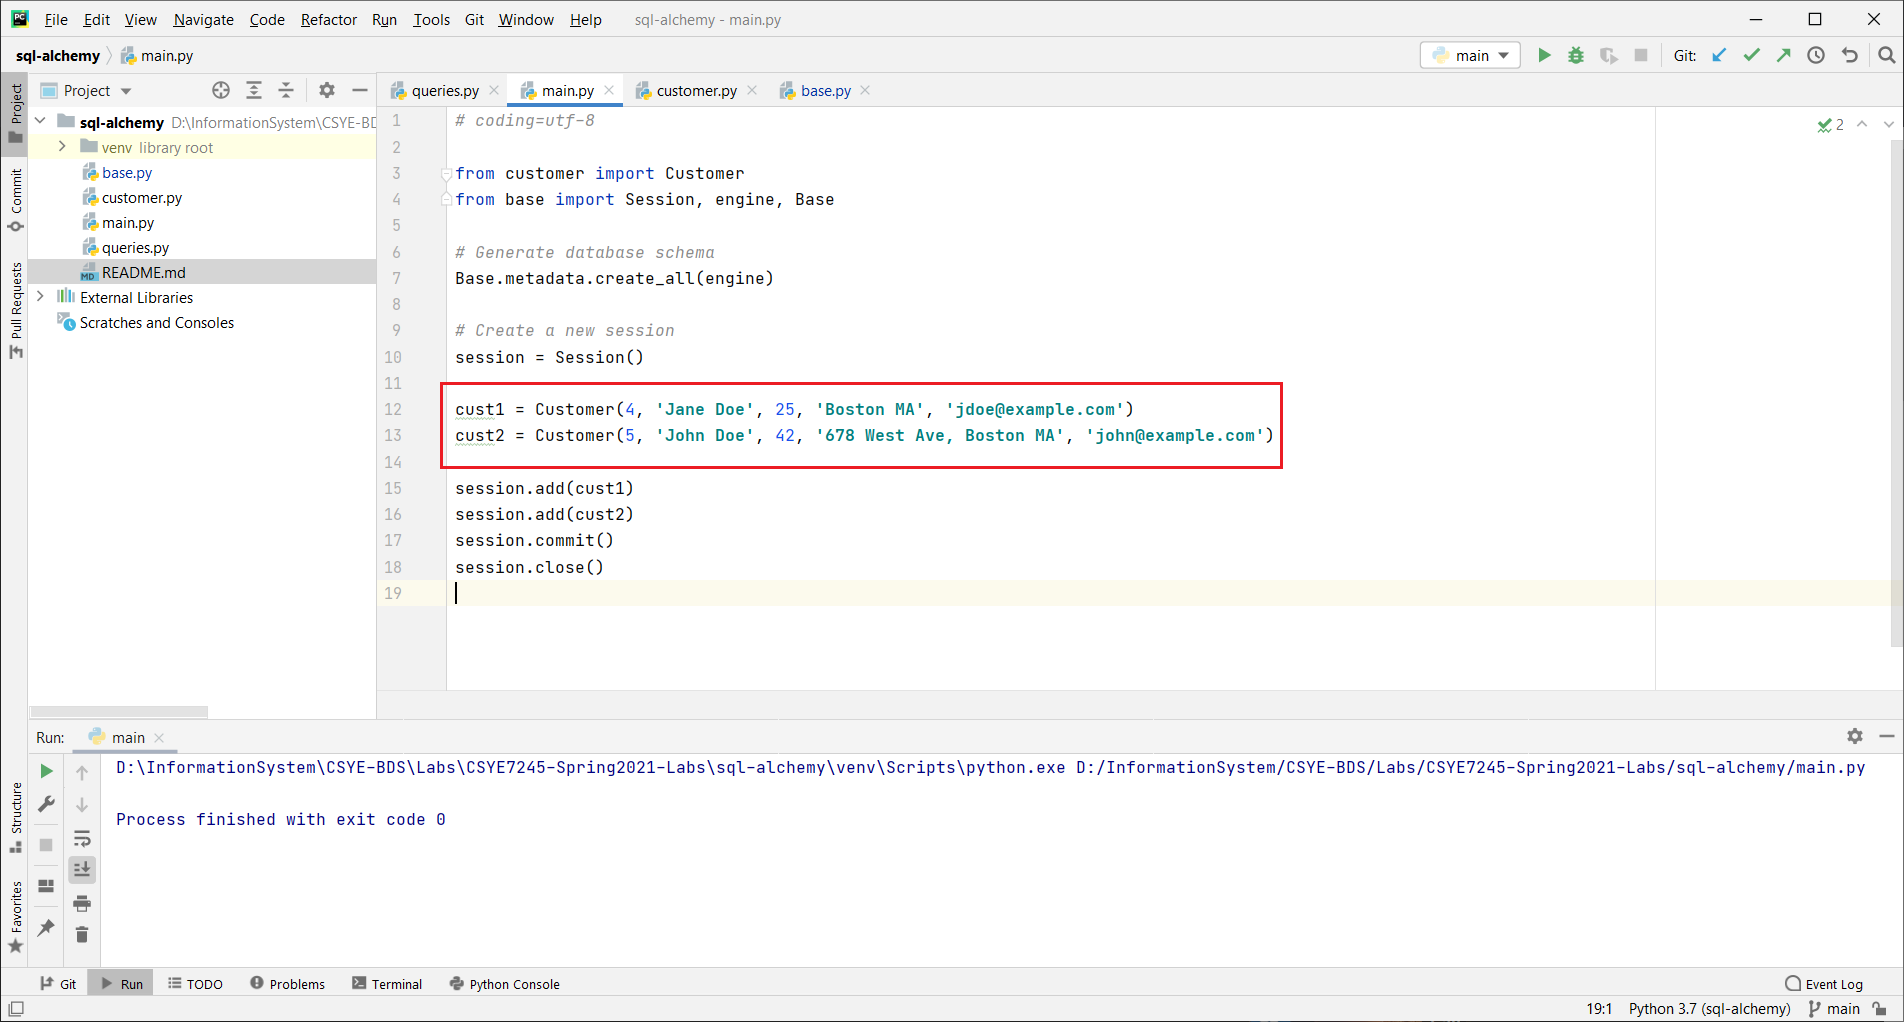 File Edit View Navigate Code Refactor Run Tools Git Window Help sql-alchemy - main.py
sql-alchemy main.py main Git:
Project
queries.py main.py customer.py base.py
Project
Commit
Pull Requests
sql-alchemy D:\InformationSystem\CSYE-BD
venv library root
base.py
customer.py
main.py
queries.py
README.md
External Libraries
Scratches and Consoles
2
1 # coding=utf-8
2
3 from customer import Customer
4 from base import Session, engine, Base
5
6 # Generate database schema
7 Base.metadata.create_all(engine)
8
9 # Create a new session
10 session = Session()
11
12 cust1 = Customer(4, 'Jane Doe', 25, 'Boston MA', 'jdoe@example.com')
13 cust2 = Customer(5, 'John Doe', 42, '678 West Ave, Boston MA', 'john@example.com')
14
15 session.add(cust1)
16 session.add(cust2)
17 session.commit()
18 session.close()
19
Run: main
D:\InformationSystem\CSYE-BDS\Labs\CSYE7245-Spring2021-Labs\sql-alchemy\venv\Scripts\python.exe D:/InformationSystem/CSYE-BDS/Labs/CSYE7245-Spring2021-Labs/sql-alchemy/main.py
Process finished with exit code 0
Structure
Favorites
Git Run TODO Problems Terminal Python Console Event Log
19:1 Python 3.7 (sql-alchemy) main